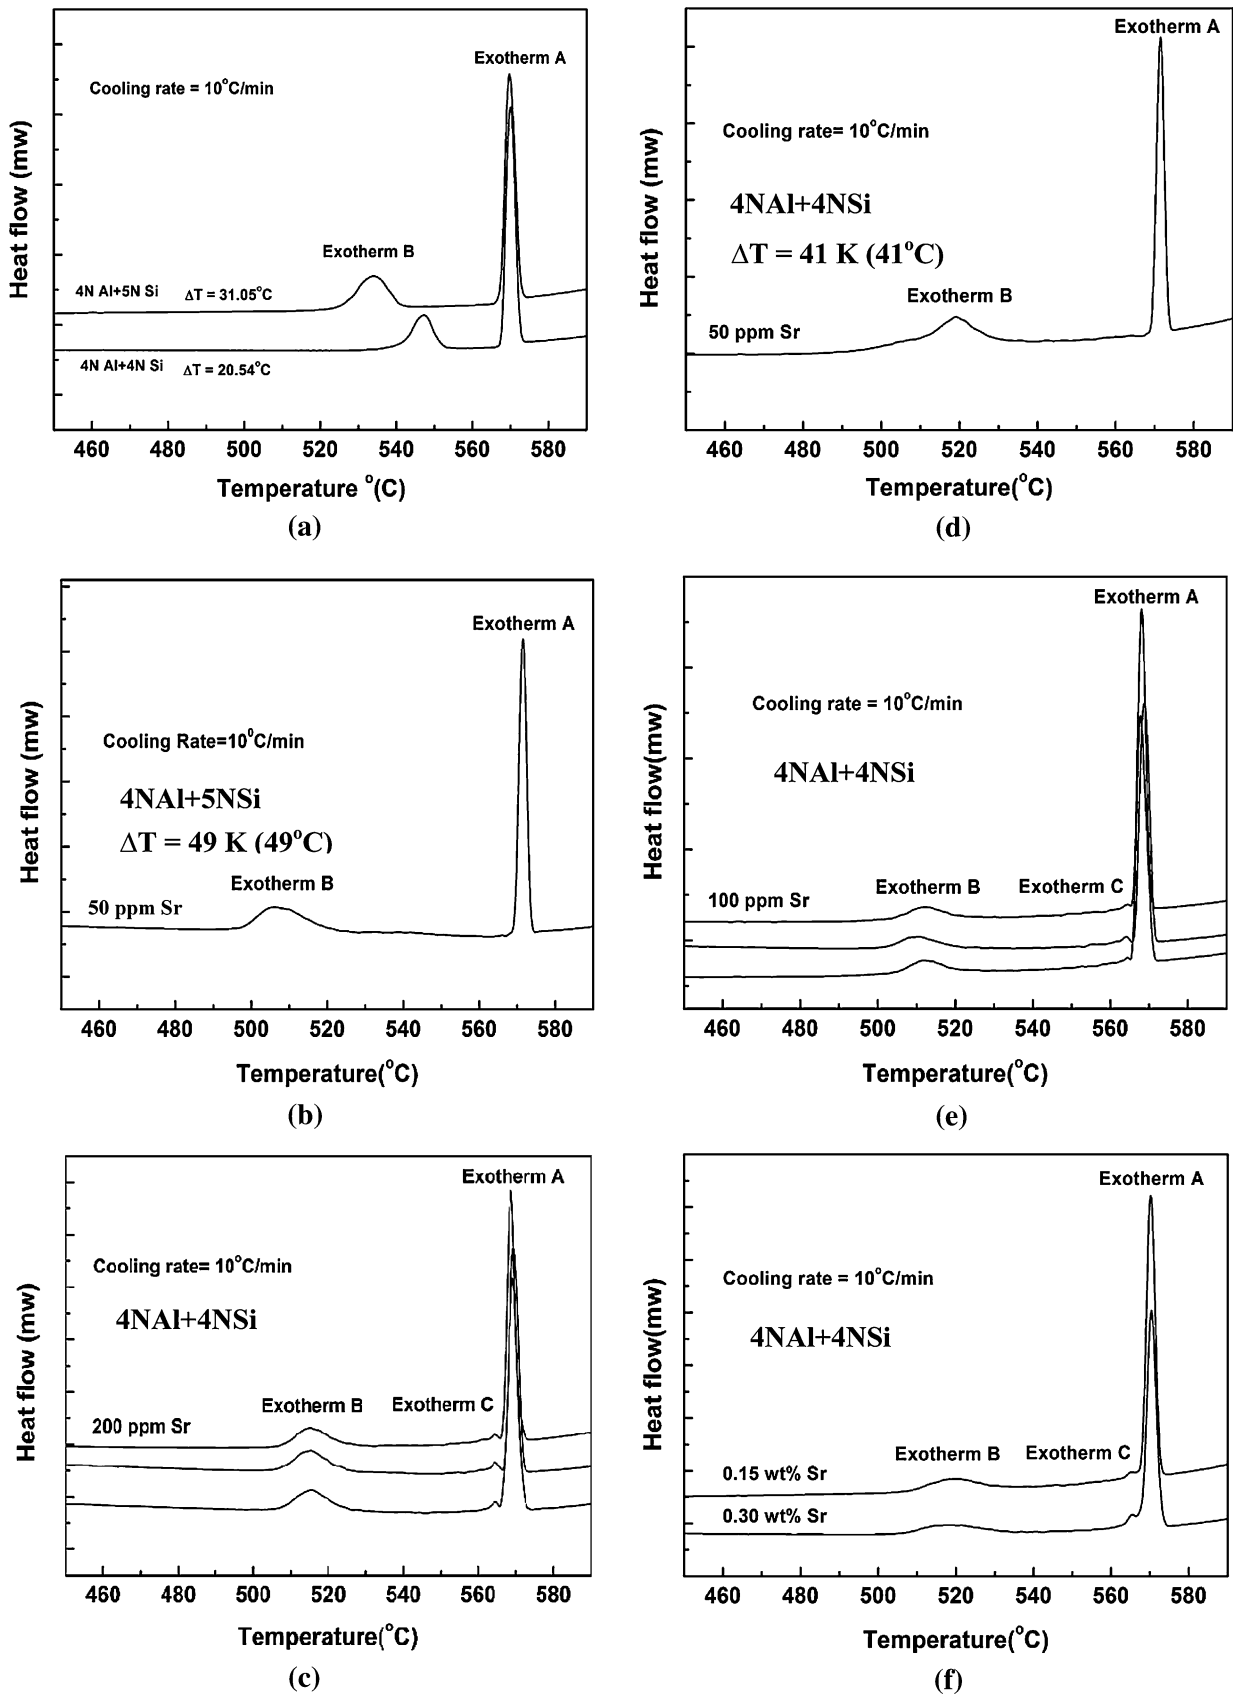 Exotherm A
Cooling rate = 10°C/min
Exotherm B
4N Al+5N Si ΔT = 31.05°C
4N Al+4N Si ΔT = 20.54°C
Heat flow (mw)
460 480 500 520 540 560 580
Temperature °(C)
(a)
Exotherm A
Cooling rate= 10°C/min
4NAl+4NSi
ΔT = 41 K (41°C)
Exotherm B
50 ppm Sr
Heat flow (mw)
460 480 500 520 540 560 580
Temperature(°C)
(d)
Exotherm A
Cooling Rate=10⁰C/min
4NAl+5NSi
ΔT = 49 K (49°C)
Exotherm B
50 ppm Sr
Heat flow (mw)
460 480 500 520 540 560 580
Temperature(°C)
(b)
Exotherm A
Cooling rate = 10°C/min
4NAl+4NSi
Exotherm B Exotherm C
100 ppm Sr
Heat flow(mw)
460 480 500 520 540 560 580
Temperature(°C)
(e)
Exotherm A
Cooling rate= 10°C/min
4NAl+4NSi
Exotherm B Exotherm C
200 ppm Sr
Heat flow (mw)
460 480 500 520 540 560 580
Temperature(°C)
(c)
Exotherm A
Cooling rate = 10°C/min
4NAl+4NSi
Exotherm B Exotherm C
0.15 wt% Sr
0.30 wt% Sr
Heat flow(mw)
460 480 500 520 540 560 580
Temperature(°C)
(f)